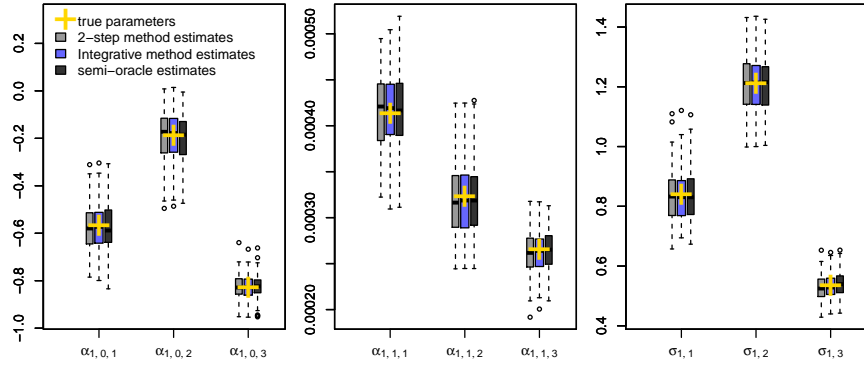 true parameters
2-step method estimates
Integrative method estimates
semi-oracle estimates
0.2
0.0
−0.2
−0.4
−0.6
−0.8
−1.0
α1, 0, 1
α1, 0, 2
α1, 0, 3
0.00050
0.00040
0.00030
0.00020
α1, 1, 1
α1, 1, 2
α1, 1, 3
1.4
1.2
1.0
0.8
0.6
0.4
σ1, 1
σ1, 2
σ1, 3